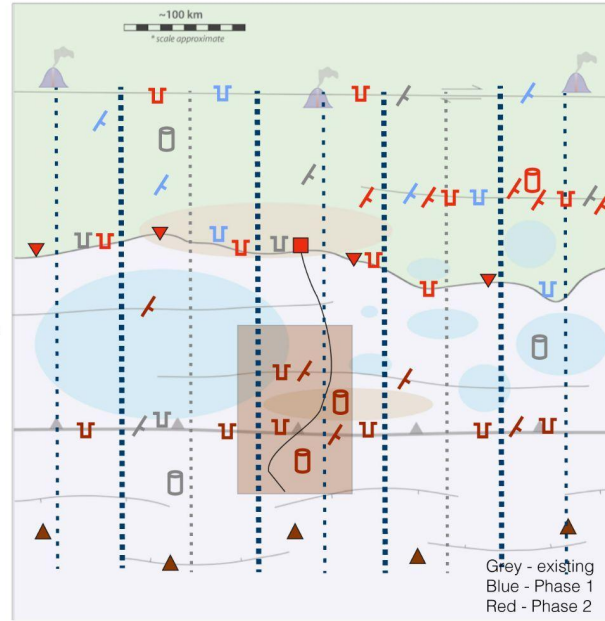 ~100 km
* scale approximate
Grey - existing
Blue - Phase 1
Red - Phase 2